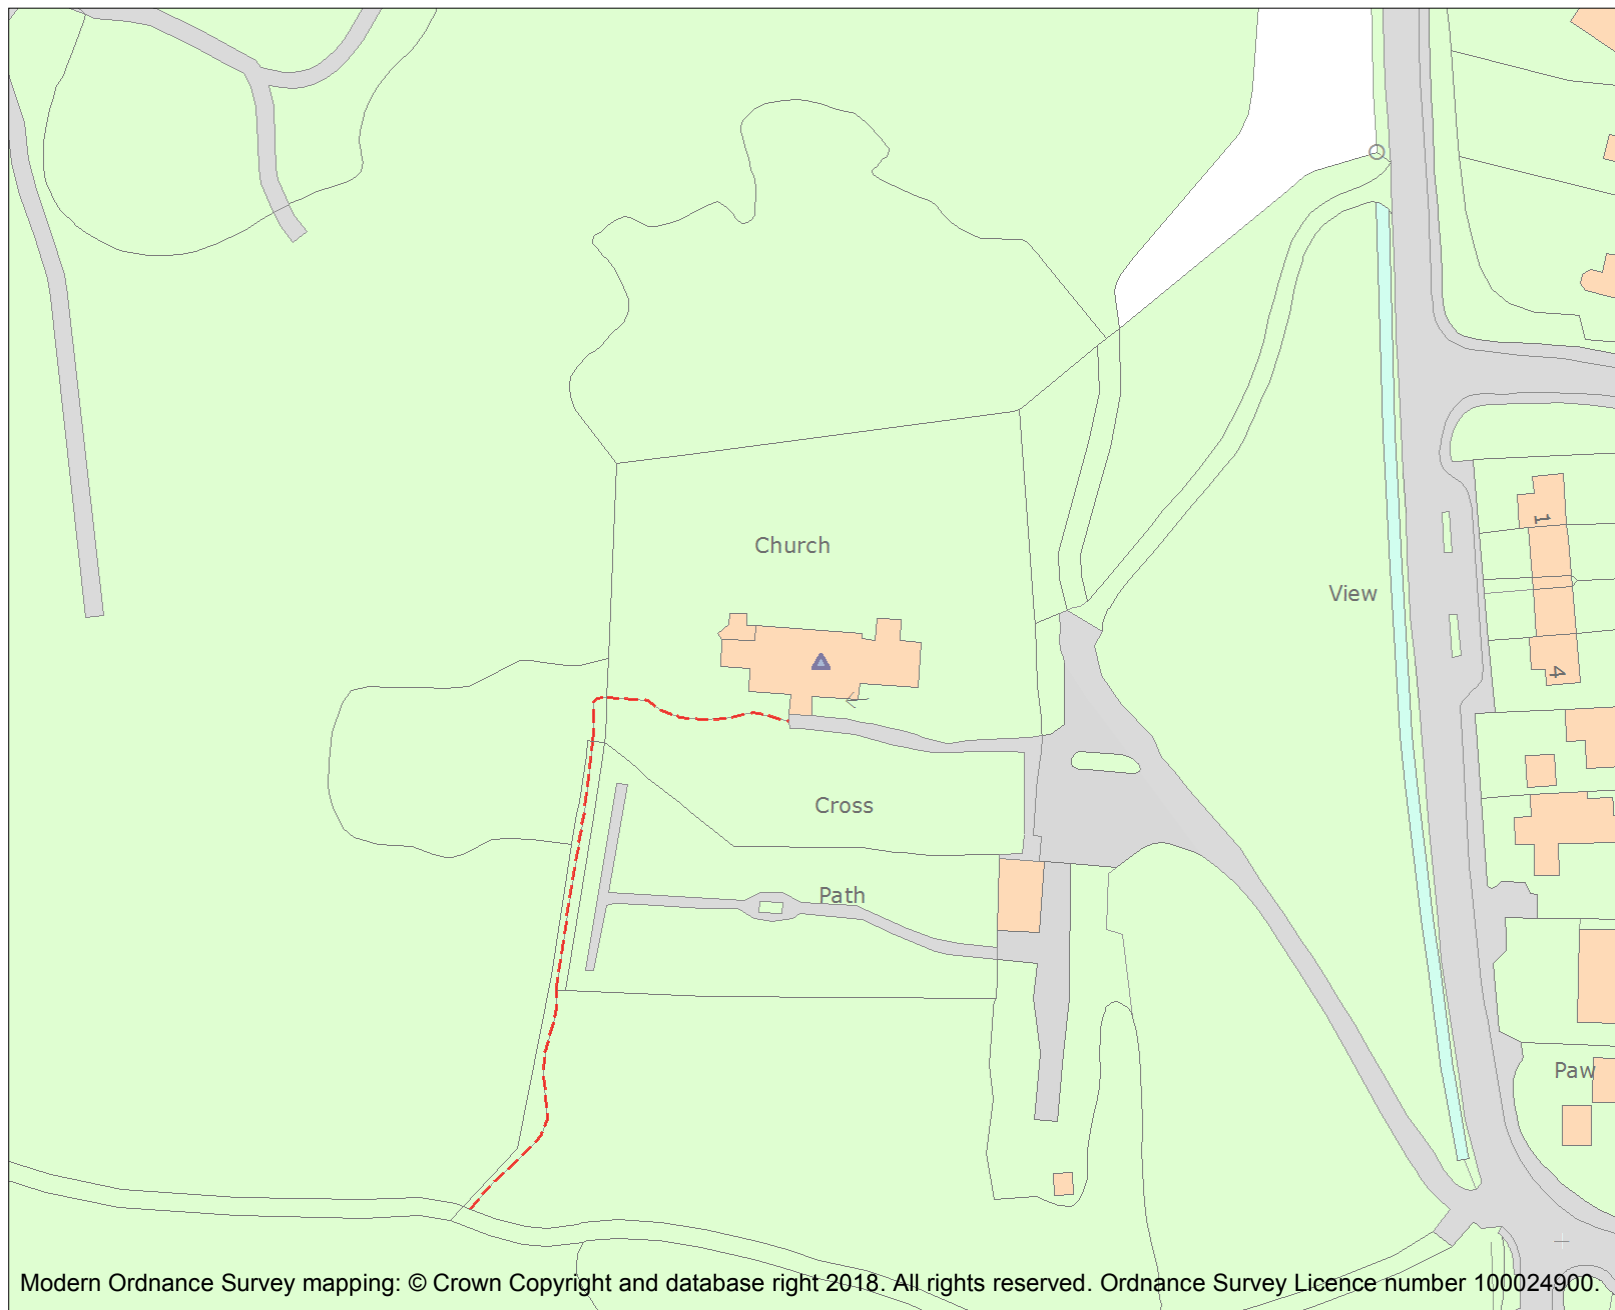 Church
View
1
4
Cross
Path
Paw
Modern Ordnance Survey mapping: © Crown Copyright and database right 2018. All rights reserved. Ordnance Survey Licence number 100024900.